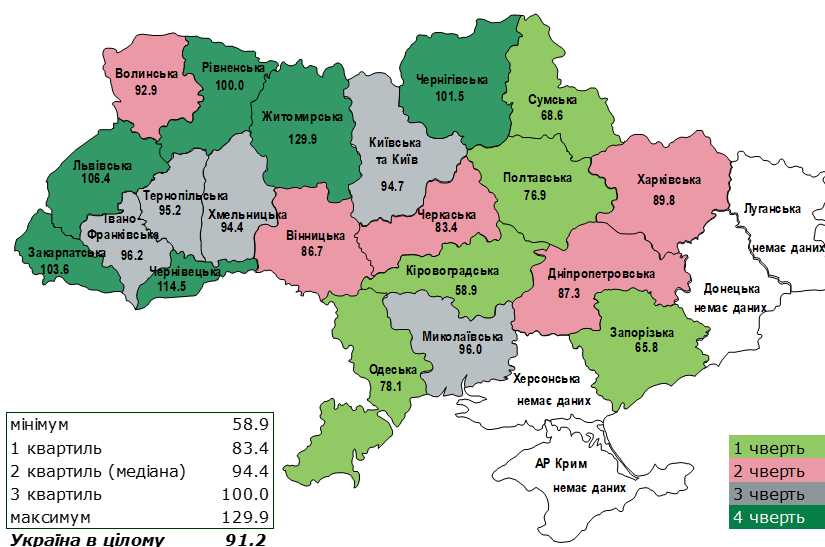 Волинська
92.9
Рівненська
100.0
Житомирська
129.9
Чернігівська
101.5
Сумська
68.6
Київська
та Київ
94.7
Львівська
106.4
Тернопільська
95.2
Хмельницька
94.4
Івано-
Франківська
96.2
Закарпатська
103.6
Чернівецька
114.5
Вінницька
86.7
Черкаська
83.4
Полтавська
76.9
Харківська
89.8
Луганська
немає даних
Кіровоградська
58.9
Дніпропетровська
87.3
Донецька
немає даних
Миколаївська
96.0
Запорізька
65.8
Одеська
78.1
Херсонська
немає даних
АР Крим
немає даних
мінімум 58.9
1 квартиль 83.4
2 квартиль (медіана) 94.4
3 квартиль 100.0
максимум 129.9
Україна в цілому 91.2
1 чверть
2 чверть
3 чверть
4 чверть